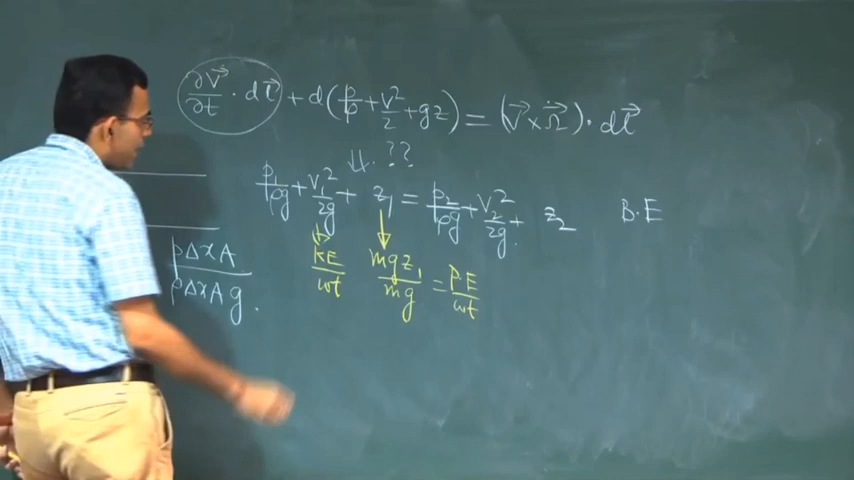 ∂V⃗/∂t · dl⃗ + d(p/ρ + V²/2 + gz) = (V⃗ × Ω⃗) · dl⃗
⇓ · ??
p₁/ρg + V₁²/2g + z₁ = p₂/ρg + V₂²/2g + z₂ B.E
KE/wt mgz₁/mg = P.E/wt
pΔxA/ρΔxAg.